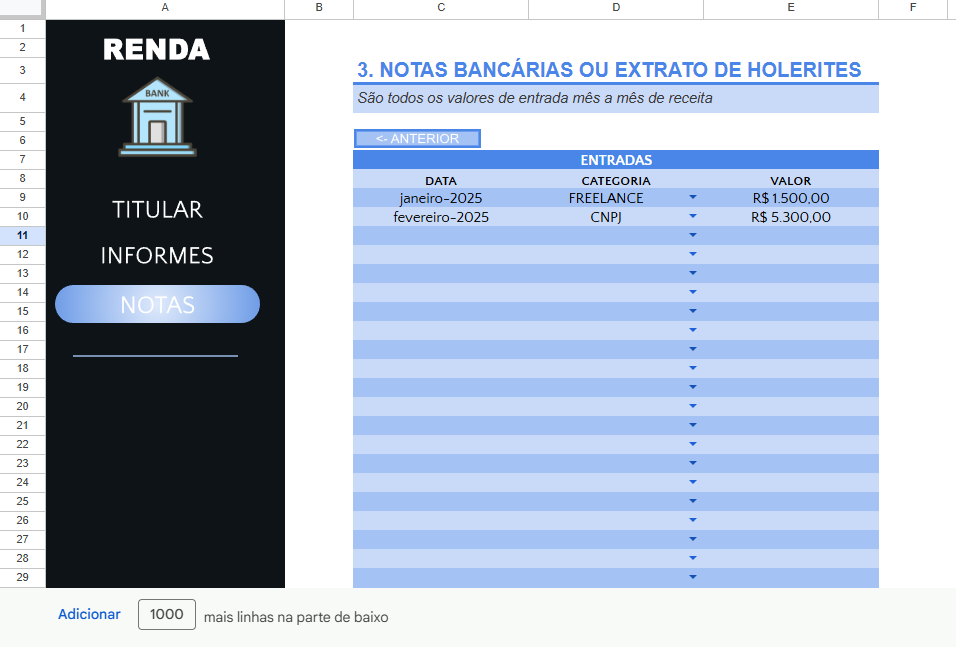 A B C D E F
1
2
3
4
5
6
7
8
9
10
11
12
13
14
15
16
17
18
19
20
21
22
23
24
25
26
27
28
29
RENDA
BANK
TITULAR
INFORMES
NOTAS
3. NOTAS BANCÁRIAS OU EXTRATO DE HOLERITES
São todos os valores de entrada mês a mês de receita
<- ANTERIOR
ENTRADAS
DATA CATEGORIA VALOR
janeiro-2025 FREELANCE R$ 1.500,00
fevereiro-2025 CNPJ R$ 5.300,00
Adicionar 1000 mais linhas na parte de baixo